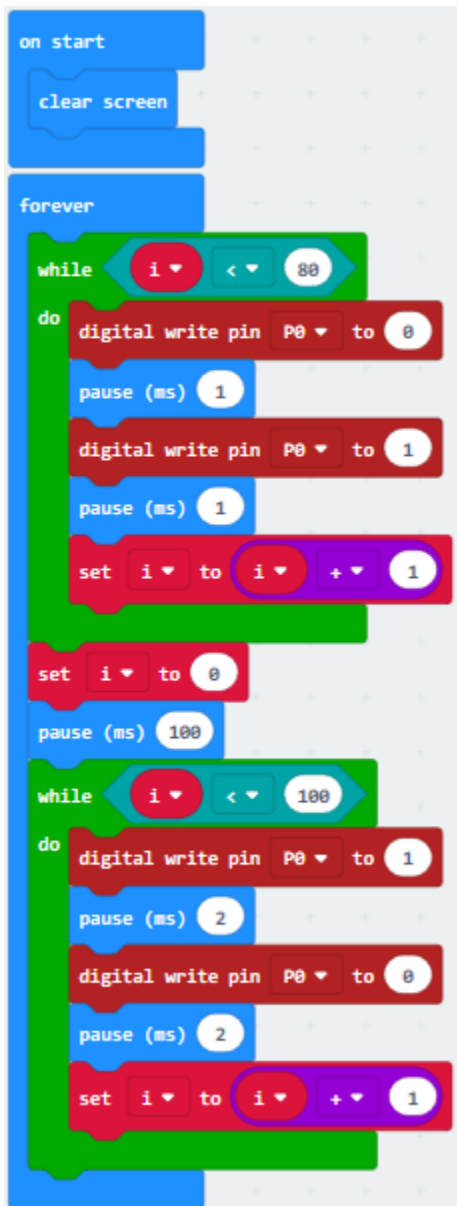 on start
clear screen
forever
while i < 80
do
digital write pin P0 to 0
pause (ms) 1
digital write pin P0 to 1
pause (ms) 1
set i to i + 1
set i to 0
pause (ms) 100
while i < 100
do
digital write pin P0 to 1
pause (ms) 2
digital write pin P0 to 0
pause (ms) 2
set i to i + 1